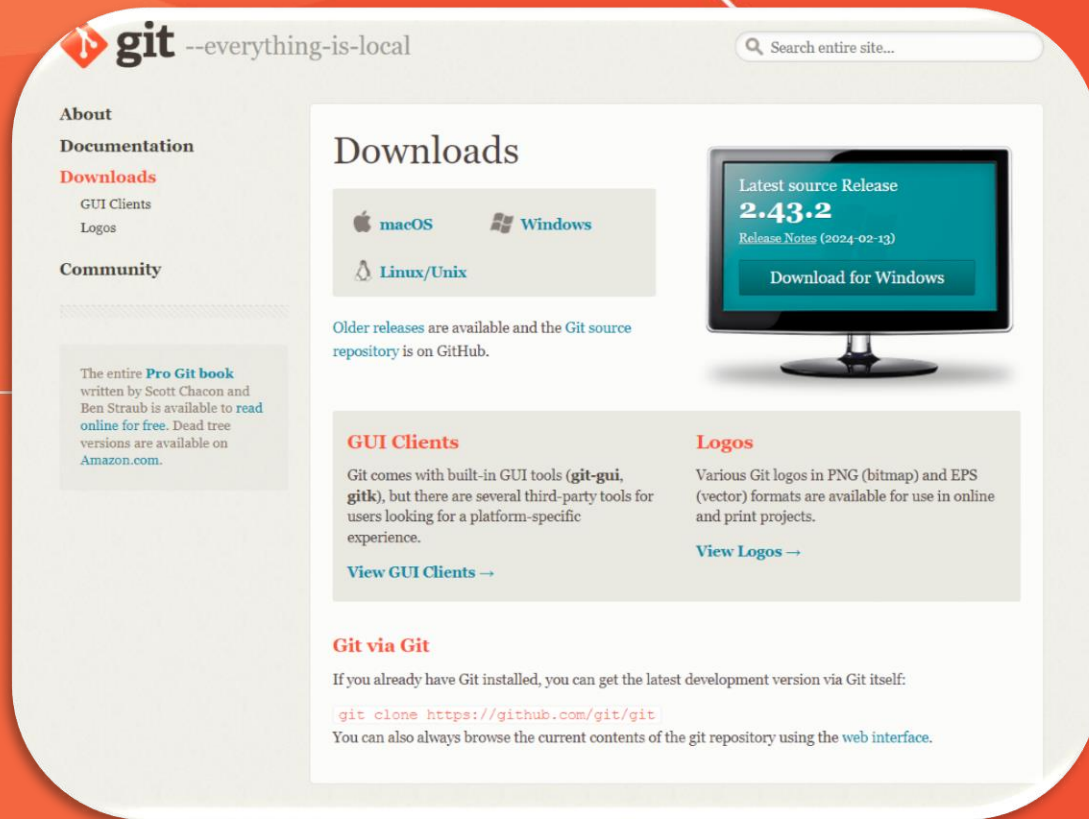 git --everything-is-local
Search entire site...
About
Documentation
Downloads
GUI Clients
Logos
Community
The entire Pro Git book
written by Scott Chacon and
Ben Straub is available to read
online for free. Dead tree
versions are available on
Amazon.com.
Downloads
macOS
Windows
Linux/Unix
Older releases are available and the Git source
repository is on GitHub.
Latest source Release
2.43.2
Release Notes (2024-02-13)
Download for Windows
GUI Clients
Git comes with built-in GUI tools (git-gui,
gitk), but there are several third-party tools for
users looking for a platform-specific
experience.
View GUI Clients →
Logos
Various Git logos in PNG (bitmap) and EPS
(vector) formats are available for use in online
and print projects.
View Logos →
Git via Git
If you already have Git installed, you can get the latest development version via Git itself:
git clone https://github.com/git/git
You can also always browse the current contents of the git repository using the web interface.